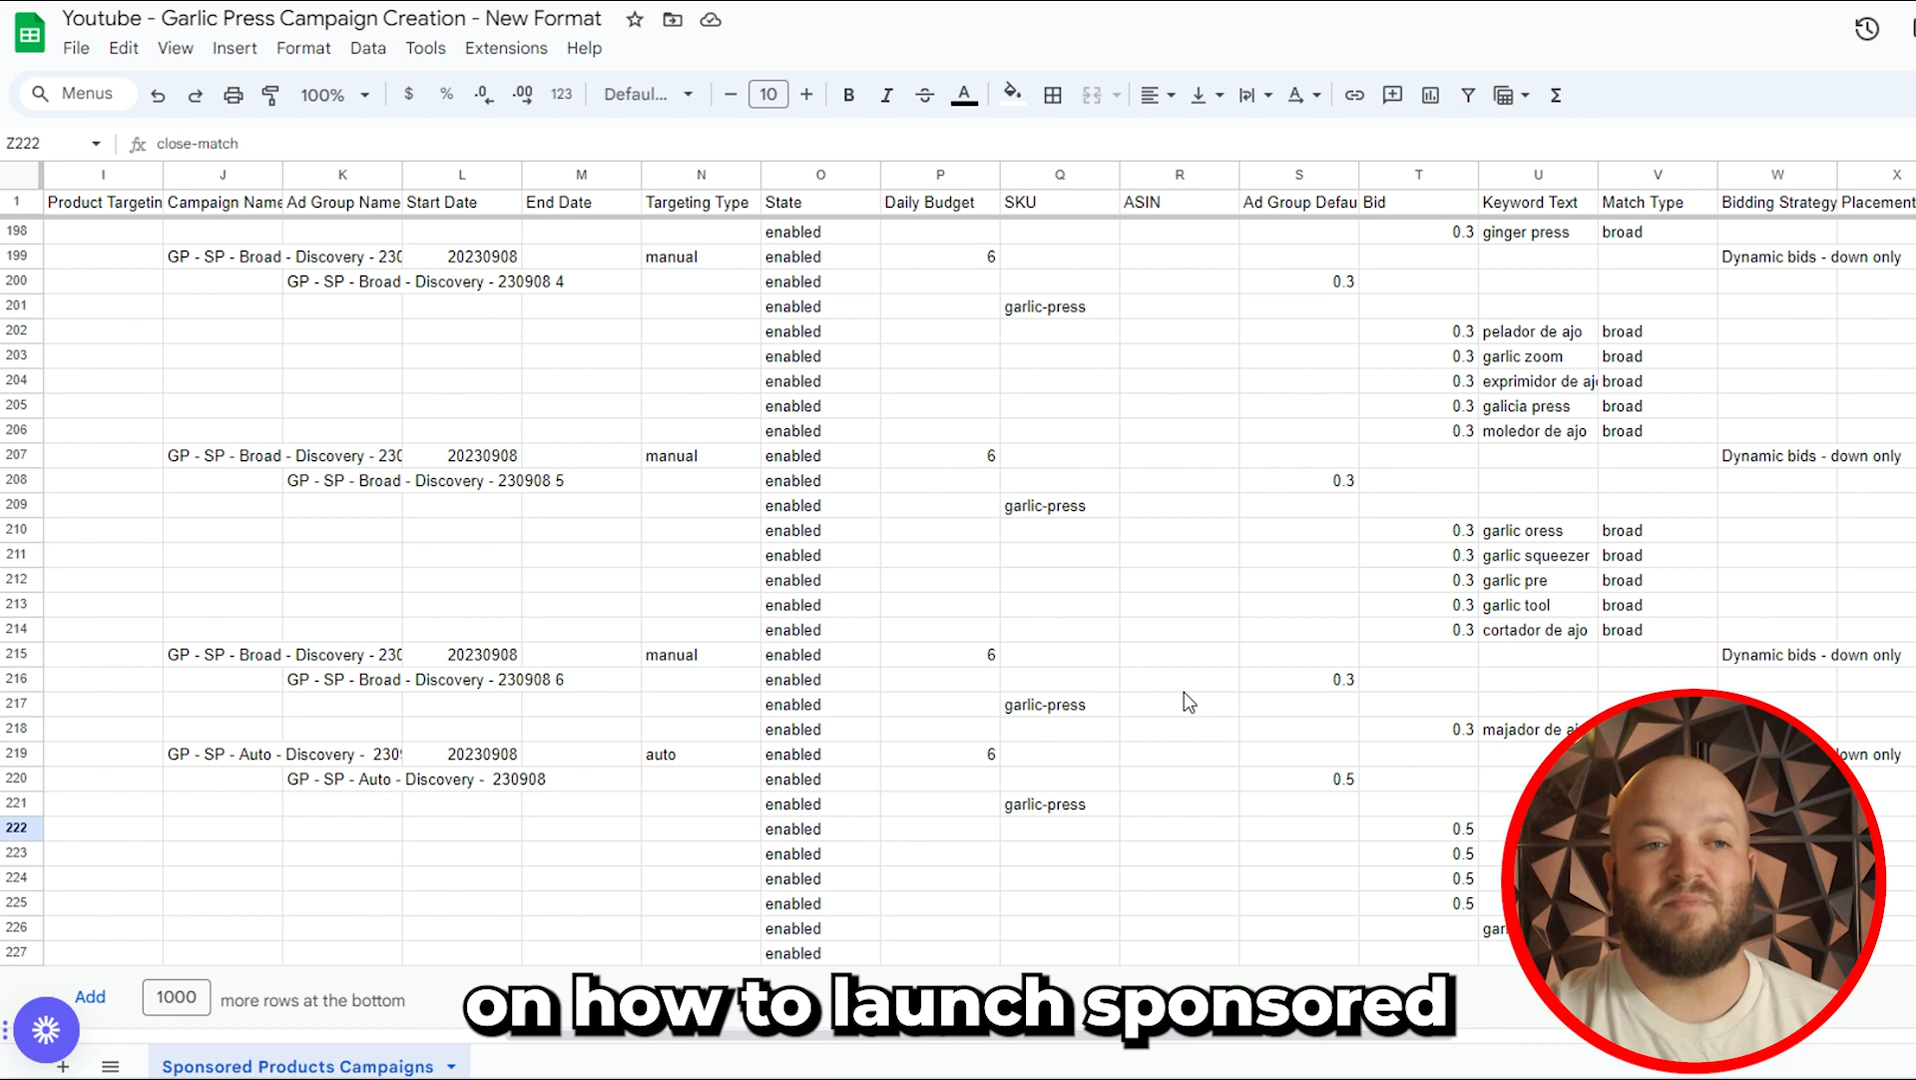 Youtube - Garlic Press Campaign Creation - New Format
File Edit View Insert Format Data Tools Extensions Help
Menus 100% $ % .0 .00 123 Defaul... 10 B I A
Z222 fx close-match
I J K L M N O P Q R S T U V W X
1 Product Targetin Campaign Name Ad Group Name Start Date End Date Targeting Type State Daily Budget SKU ASIN Ad Group Defau Bid Keyword Text Match Type Bidding Strategy Placement
198 enabled 0.3 ginger press broad
199 GP - SP - Broad - Discovery - 230 20230908 manual enabled 6 Dynamic bids - down only
200 GP - SP - Broad - Discovery - 230908 4 enabled 0.3
201 enabled garlic-press
202 enabled 0.3 pelador de ajo broad
203 enabled 0.3 garlic zoom broad
204 enabled 0.3 exprimidor de aj broad
205 enabled 0.3 galicia press broad
206 enabled 0.3 moledor de ajo broad
207 GP - SP - Broad - Discovery - 230 20230908 manual enabled 6 Dynamic bids - down only
208 GP - SP - Broad - Discovery - 230908 5 enabled 0.3
209 enabled garlic-press
210 enabled 0.3 garlic oress broad
211 enabled 0.3 garlic squeezer broad
212 enabled 0.3 garlic pre broad
213 enabled 0.3 garlic tool broad
214 enabled 0.3 cortador de ajo broad
215 GP - SP - Broad - Discovery - 230 20230908 manual enabled 6 Dynamic bids - down only
216 GP - SP - Broad - Discovery - 230908 6 enabled 0.3
217 enabled garlic-press
218 enabled 0.3 majador de aj
219 GP - SP - Auto - Discovery - 230 20230908 auto enabled 6 down only
220 GP - SP - Auto - Discovery - 230908 enabled 0.5
221 enabled garlic-press
222 enabled 0.5
223 enabled 0.5
224 enabled 0.5
225 enabled 0.5
226 enabled gar
227 enabled
Add 1000 more rows at the bottom
on how to launch sponsored
Sponsored Products Campaigns